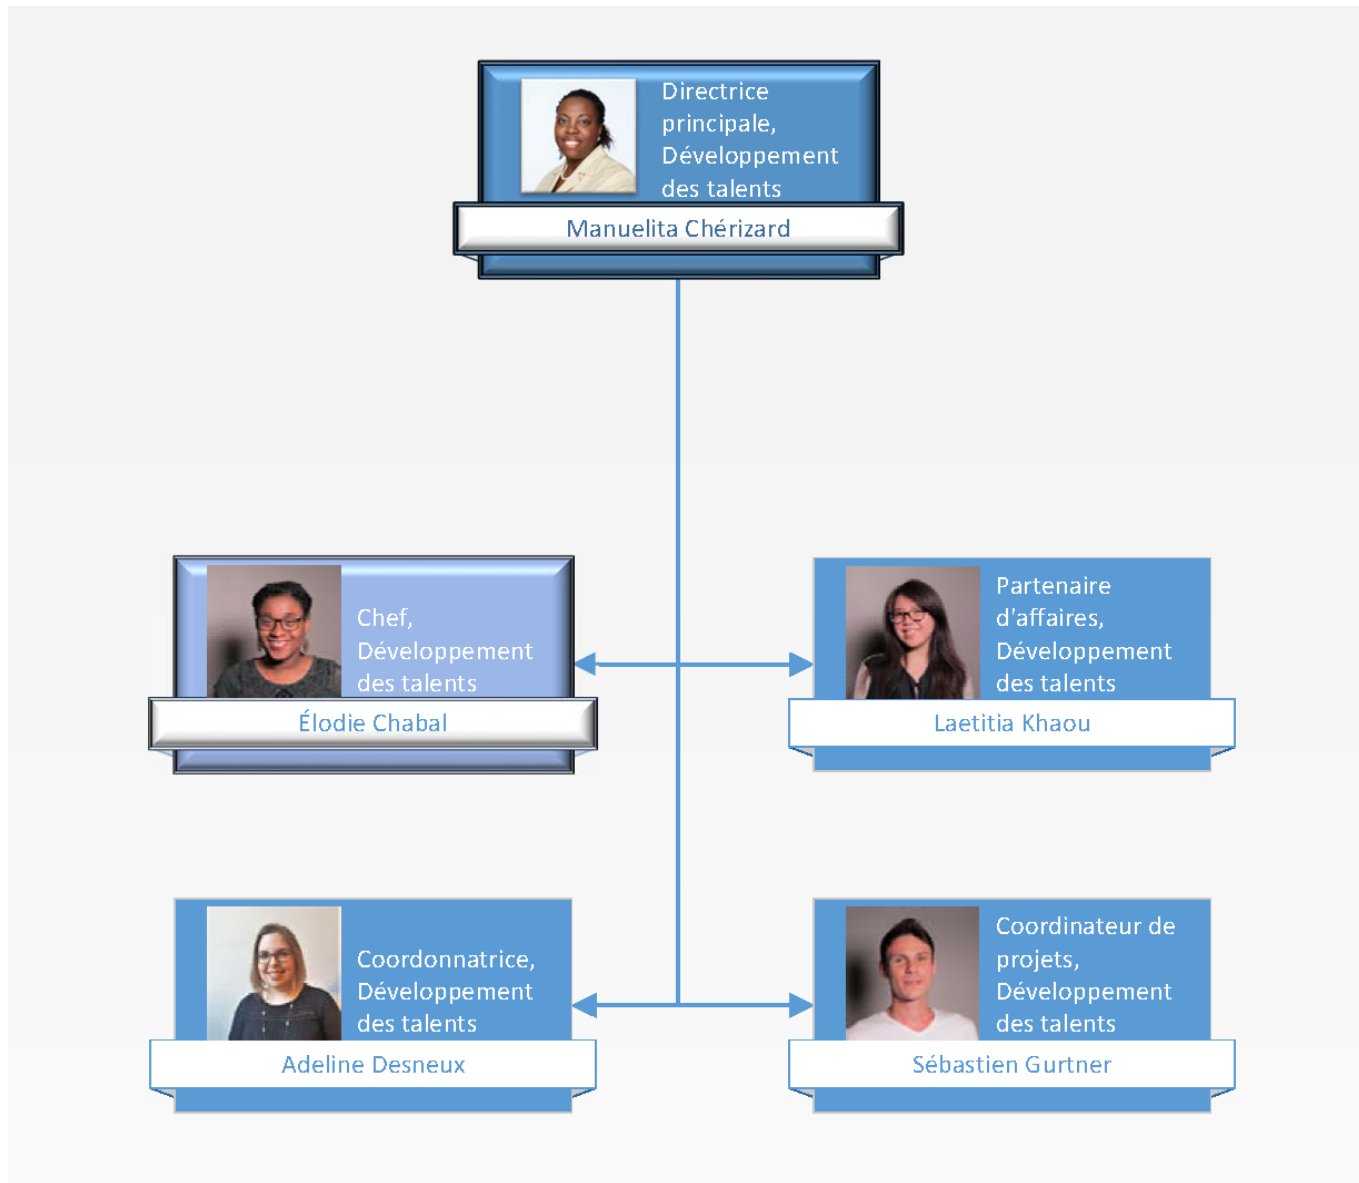 Directrice
principale,
Développement
des talents
Manuelita Chérizard
Chef,
Développement
des talents
Élodie Chabal
Partenaire
d'affaires,
Développement
des talents
Laetitia Khaou
Coordonnatrice,
Développement
des talents
Adeline Desneux
Coordinateur de
projets,
Développement
des talents
Sébastien Gurtner